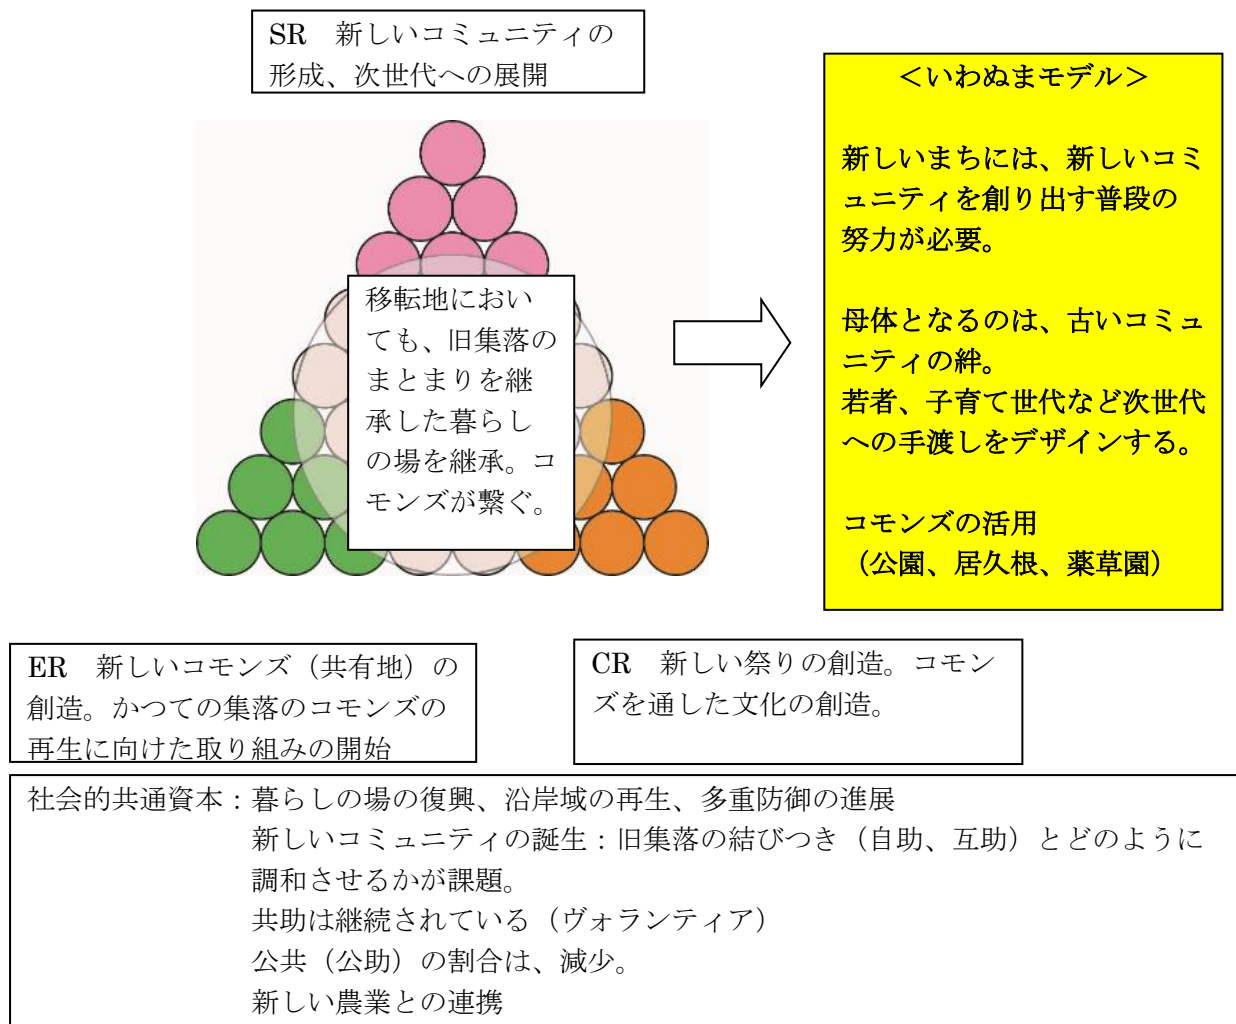 SR　新しいコミュニティの
形成、次世代への展開
＜いわぬまモデル＞
新しいまちには、新しいコミ
ュニティを創り出す普段の
努力が必要。
母体となるのは、古いコミュ
ニティの絆。
若者、子育て世代など次世代
への手渡しをデザインする。
コモンズの活用
（公園、居久根、薬草園）
移転地におい
ても、旧集落の
まとまりを継
承した暮らし
の場を継承。コ
モンズが繋ぐ。
ER　新しいコモンズ（共有地）の
創造。かつての集落のコモンズの
再生に向けた取り組みの開始
CR　新しい祭りの創造。コモン
ズを通した文化の創造。
社会的共通資本：暮らしの場の復興、沿岸域の再生、多重防御の進展
新しいコミュニティの誕生：旧集落の結びつき（自助、互助）とどのように
調和させるかが課題。
共助は継続されている（ヴォランティア）
公共（公助）の割合は、減少。
新しい農業との連携